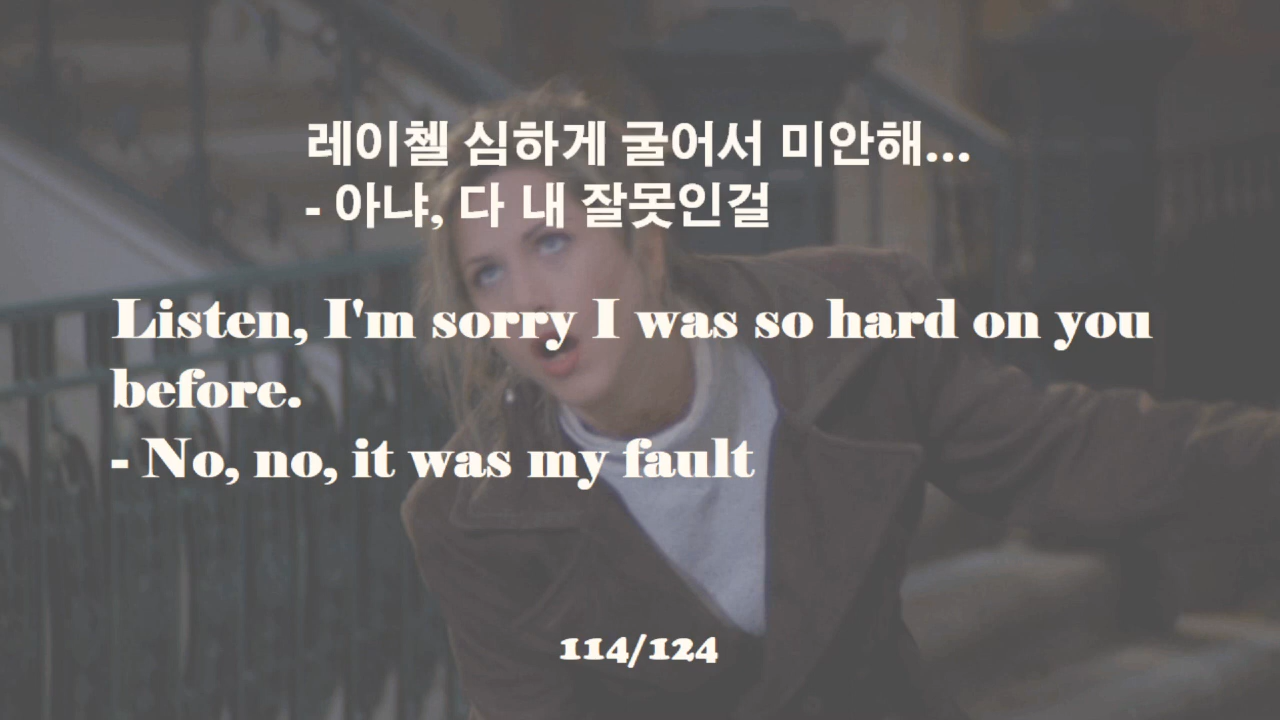 레이첼 심하게 굴어서 미안해...
- 아냐, 다 내 잘못인걸
Listen, I'm sorry I was so hard on you
before.
- No, no, it was my fault
114/124